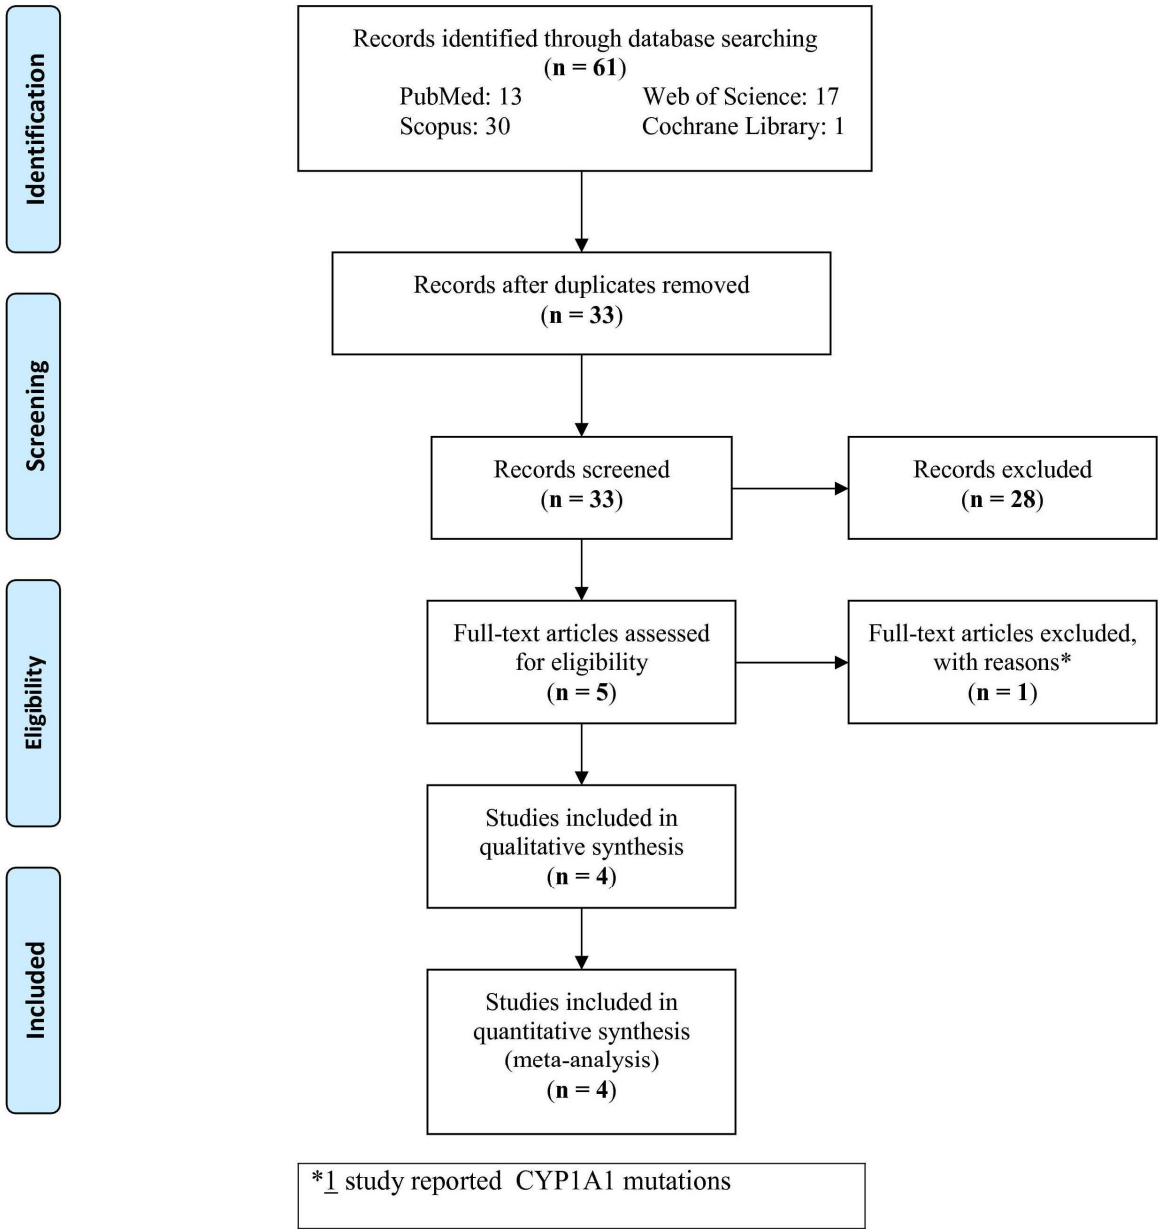 Identification
Records identified through database searching
(n = 61)
PubMed: 13 Web of Science: 17
Scopus: 30 Cochrane Library: 1
Records after duplicates removed
(n = 33)
Screening
Records screened
(n = 33)
Records excluded
(n = 28)
Eligibility
Full-text articles assessed
for eligibility
(n = 5)
Full-text articles excluded,
with reasons*
(n = 1)
Studies included in
qualitative synthesis
(n = 4)
Included
Studies included in
quantitative synthesis
(meta-analysis)
(n = 4)
*1 study reported CYP1A1 mutations